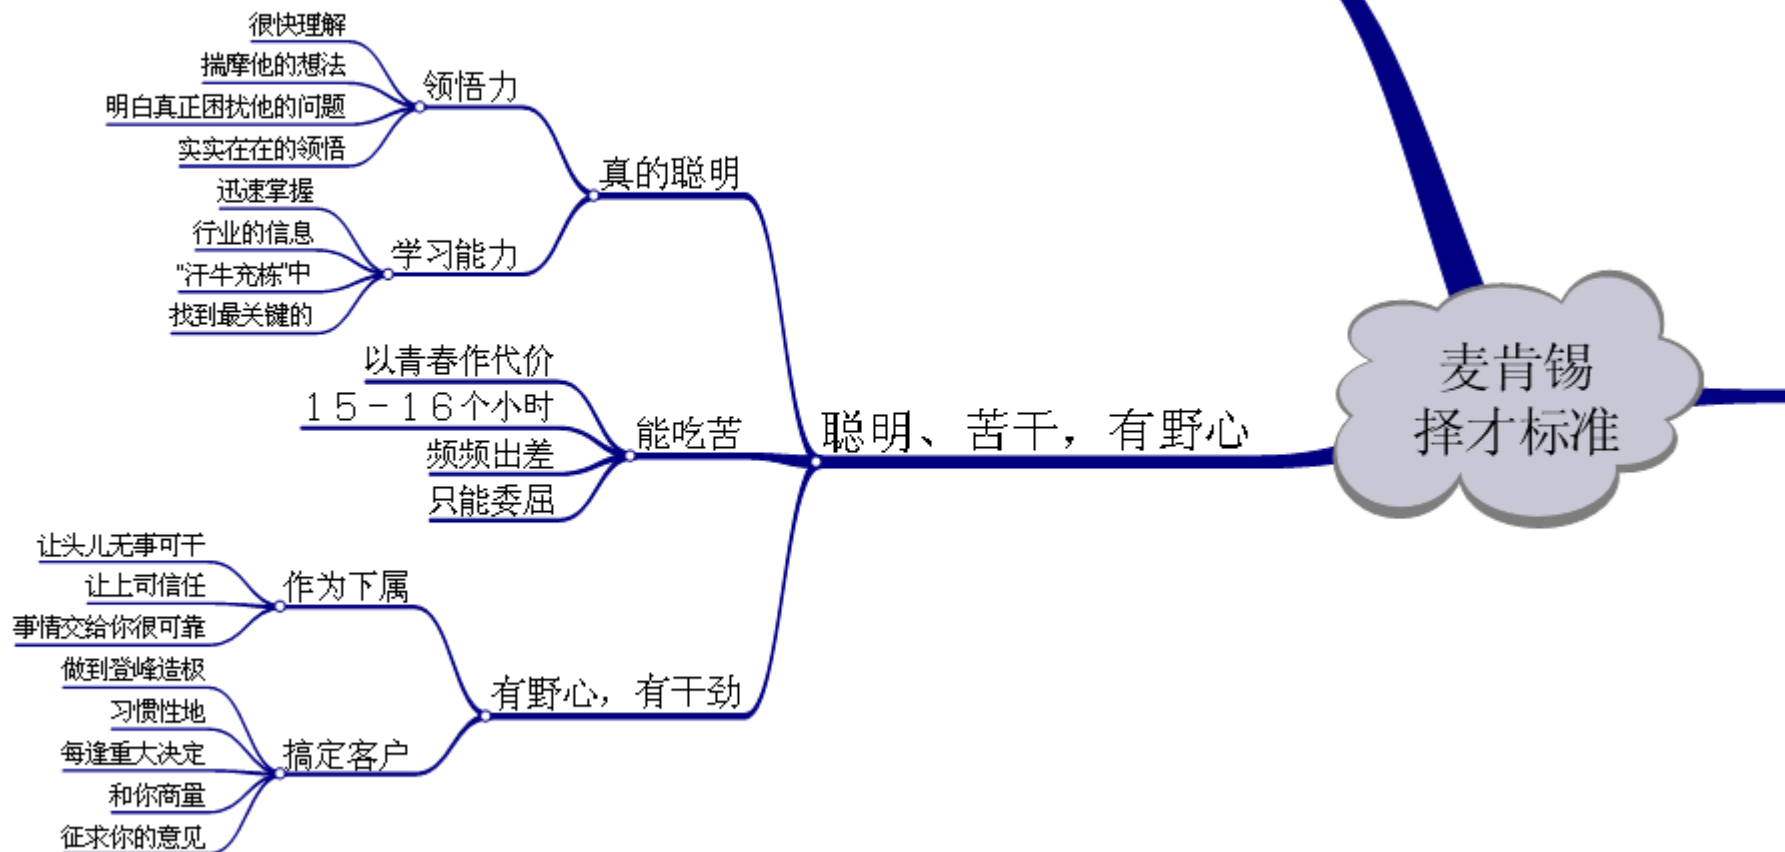 麦肯锡
择才标准
聪明、苦干，有野心
真的聪明
领悟力
很快理解
揣摩他的想法
明白真正困扰他的问题
实实在在的领悟
学习能力
迅速掌握
行业的信息
"汗牛充栋"中
找到最关键的
能吃苦
以青春作代价
15－16个小时
频频出差
只能委屈
有野心，有干劲
作为下属
让头儿无事可干
让上司信任
事情交给你很可靠
搞定客户
做到登峰造极
习惯性地
每逢重大决定
和你商量
征求你的意见